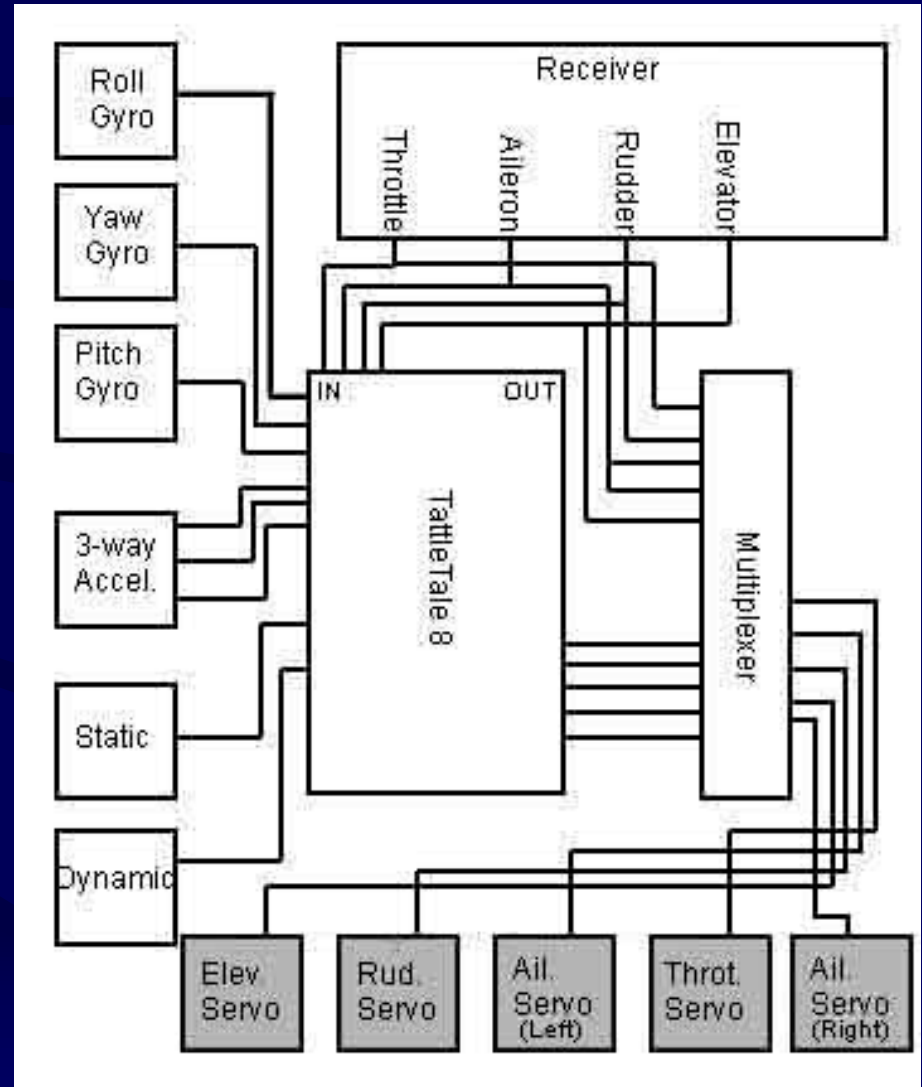 Receiver
Throttle
Aileron
Rudder
Elevator
Roll
Gyro
Yaw
Gyro
Pitch
Gyro
3-way
Accel.
Static
Dynamic
IN
OUT
TattleTale 8
Multiplexer
Elev.
Servo
Rud.
Servo
Ail.
Servo
(Left)
Throt.
Servo
Ail.
Servo
(Right)